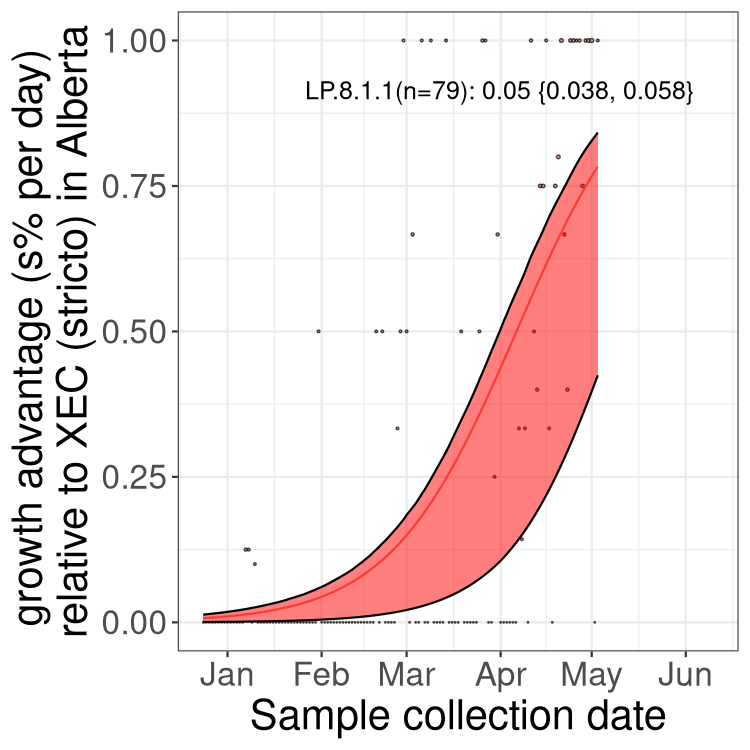 growth advantage (s% per day)
relative to XEC (stricto) in Alberta
1.00
0.75
0.50
0.25
0.00
LP.8.1.1(n=79): 0.05 {0.038, 0.058}
Jan Feb Mar Apr May Jun
Sample collection date